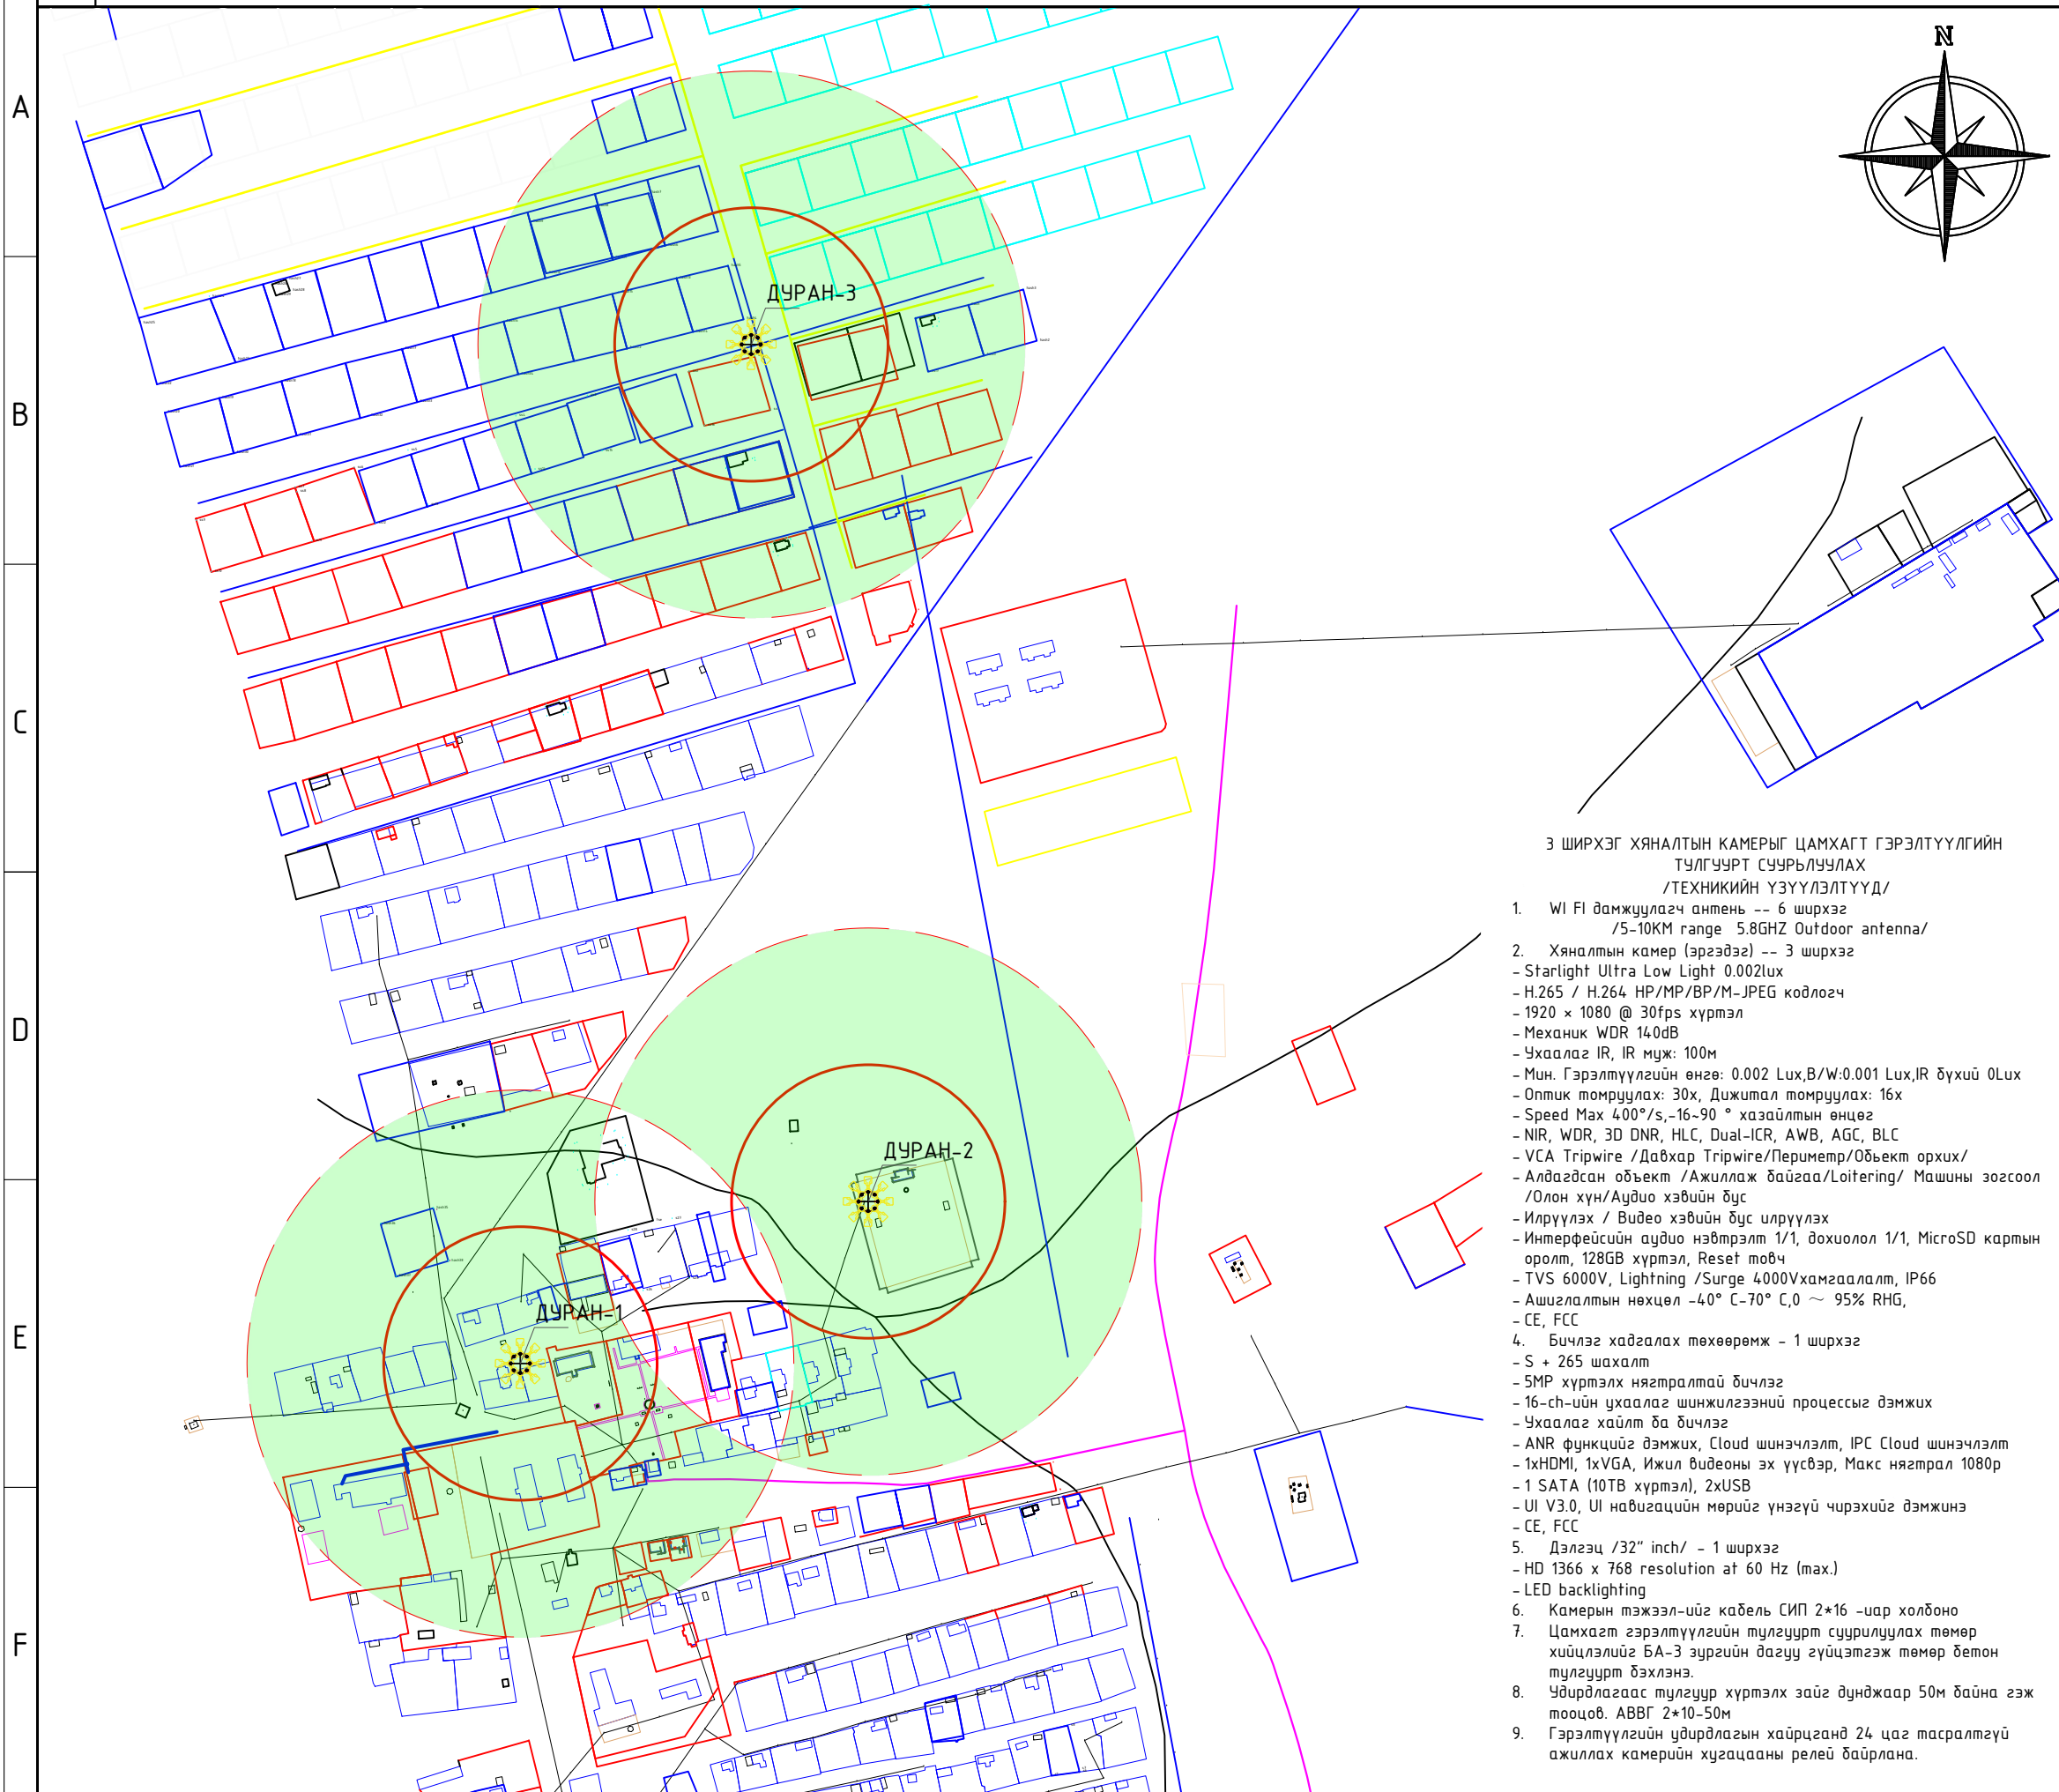 N
A
B
C
D
E
F
ДУРАН-3
ДУРАН-2
ДУРАН-1
3 ШИРХЭГ ХЯНАЛТЫН КАМЕРЫГ ЦАМХАГТ ГЭРЭЛТҮҮЛГИЙН
ТУЛГУУРТ СУУРЬЛУУЛАХ
/ТЕХНИКИЙН ҮЗҮҮЛЭЛТҮҮД/
1. WI FI дамжуулагч антень -- 6 ширхэг
/5-10KM range 5.8GHZ Outdoor antenna/
2. Хяналтын камер (эргэдэг) -- 3 ширхэг
- Starlight Ultra Low Light 0.002lux
- H.265 / H.264 HP/MP/BP/M-JPEG кодлогч
- 1920 × 1080 @ 30fps хүртэл
- Механик WDR 140dB
- Ухаалаг IR, IR муж: 100м
- Мин. Гэрэлтүүлгийн өнгө: 0.002 Lux,B/W:0.001 Lux,IR бүхий 0Lux
- Оптик томруулах: 30x, Дижитал томруулах: 16x
- Speed Max 400°/s,-16~90 ° хазайлтын өнцөг
- NIR, WDR, 3D DNR, HLC, Dual-ICR, AWB, AGC, BLC
- VCA Tripwire /Давхар Tripwire/Периметр/Обьект орхих/
- Алдагдсан объект /Ажиллаж байгаа/Loitering/ Машины зогсоол
/Олон хүн/Аудио хэвийн бус
- Илрүүлэх / Видео хэвийн бус илрүүлэх
- Интерфейсийн аудио нэвтрэлт 1/1, дохиолол 1/1, MicroSD картын
оролт, 128GB хүртэл, Reset товч
- TVS 6000V, Lightning /Surge 4000Vхамгаалалт, IP66
- Ашиглалтын нөхцөл -40° C-70° C,0 ～ 95% RHG,
- CE, FCC
4. Бичлэг хадгалах төхөөрөмж - 1 ширхэг
- S + 265 шахалт
- 5MP хүртэлх нягтралтай бичлэг
- 16-ch-ийн ухаалаг шинжилгээний процессыг дэмжих
- Ухаалаг хайлт ба бичлэг
- ANR функцийг дэмжих, Cloud шинэчлэлт, IPC Cloud шинэчлэлт
- 1xHDMI, 1xVGA, Ижил видеоны эх үүсвэр, Макс нягтрал 1080p
- 1 SATA (10TB хүртэл), 2xUSB
- UI V3.0, UI навигацийн мөрийг үнэгүй чирэхийг дэмжинэ
- CE, FCC
5. Дэлгэц /32" inch/ - 1 ширхэг
- HD 1366 x 768 resolution at 60 Hz (max.)
- LED backlighting
6. Камерын тэжээл-ийг кабель СИП 2*16 -иар холбоно
7. Цамхагт гэрэлтүүлгийн тулгуурт суурилуулах төмөр
хийцлэлийг БА-3 зургийн дагуу гүйцэтгэж төмөр бетон
тулгуурт бэхлэнэ.
8. Удирдлагаас тулгуур хүртэлх зайг дунджаар 50м байна гэж
тооцов. АВВГ 2*10-50м
9. Гэрэлтүүлгийн удирдлагын хайрцганд 24 цаг тасралтгүй
ажиллах камерийн хугацааны релей байрлана.